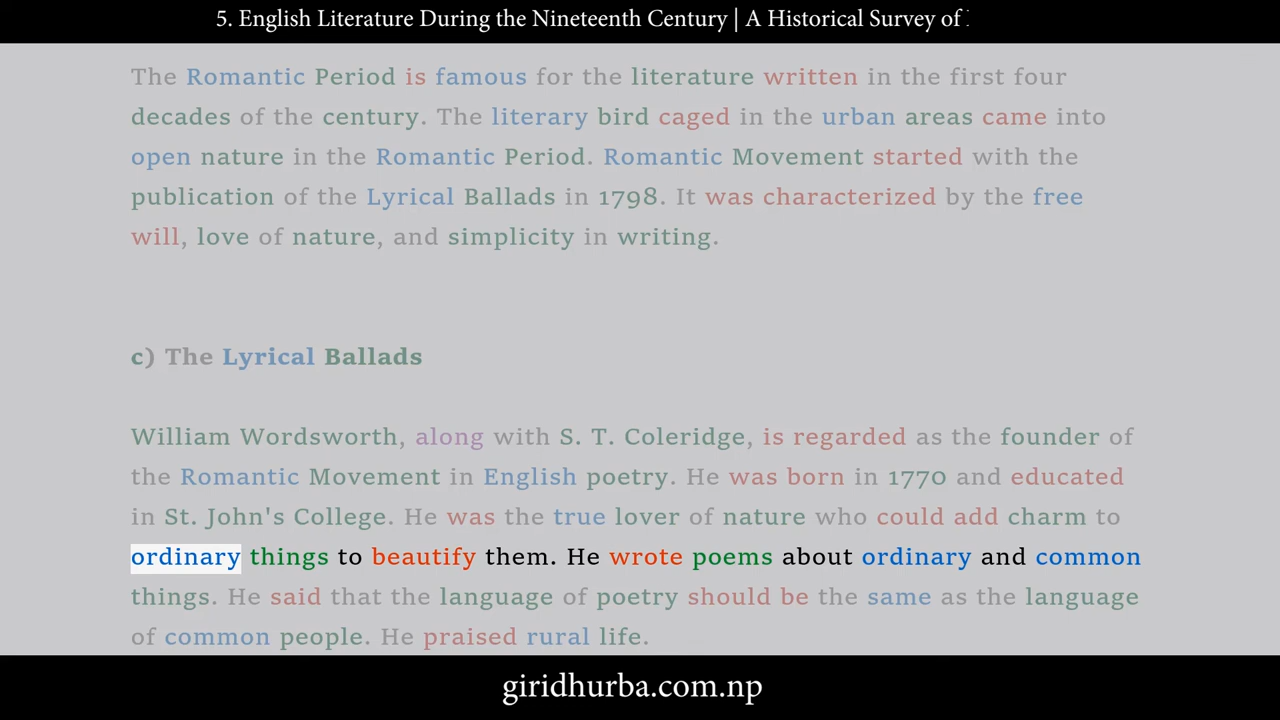 5. English Literature During the Nineteenth Century | A Historical Survey of
The Romantic Period is famous for the literature written in the first four
decades of the century. The literary bird caged in the urban areas came into
open nature in the Romantic Period. Romantic Movement started with the
publication of the Lyrical Ballads in 1798. It was characterized by the free
will, love of nature, and simplicity in writing.
c) The Lyrical Ballads
William Wordsworth, along with S. T. Coleridge, is regarded as the founder of
the Romantic Movement in English poetry. He was born in 1770 and educated
in St. John's College. He was the true lover of nature who could add charm to
ordinary things to beautify them. He wrote poems about ordinary and common
things. He said that the language of poetry should be the same as the language
of common people. He praised rural life.
giridhurba.com.np